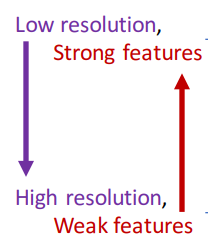 Low resolution,
Strong features
High resolution,
Weak features